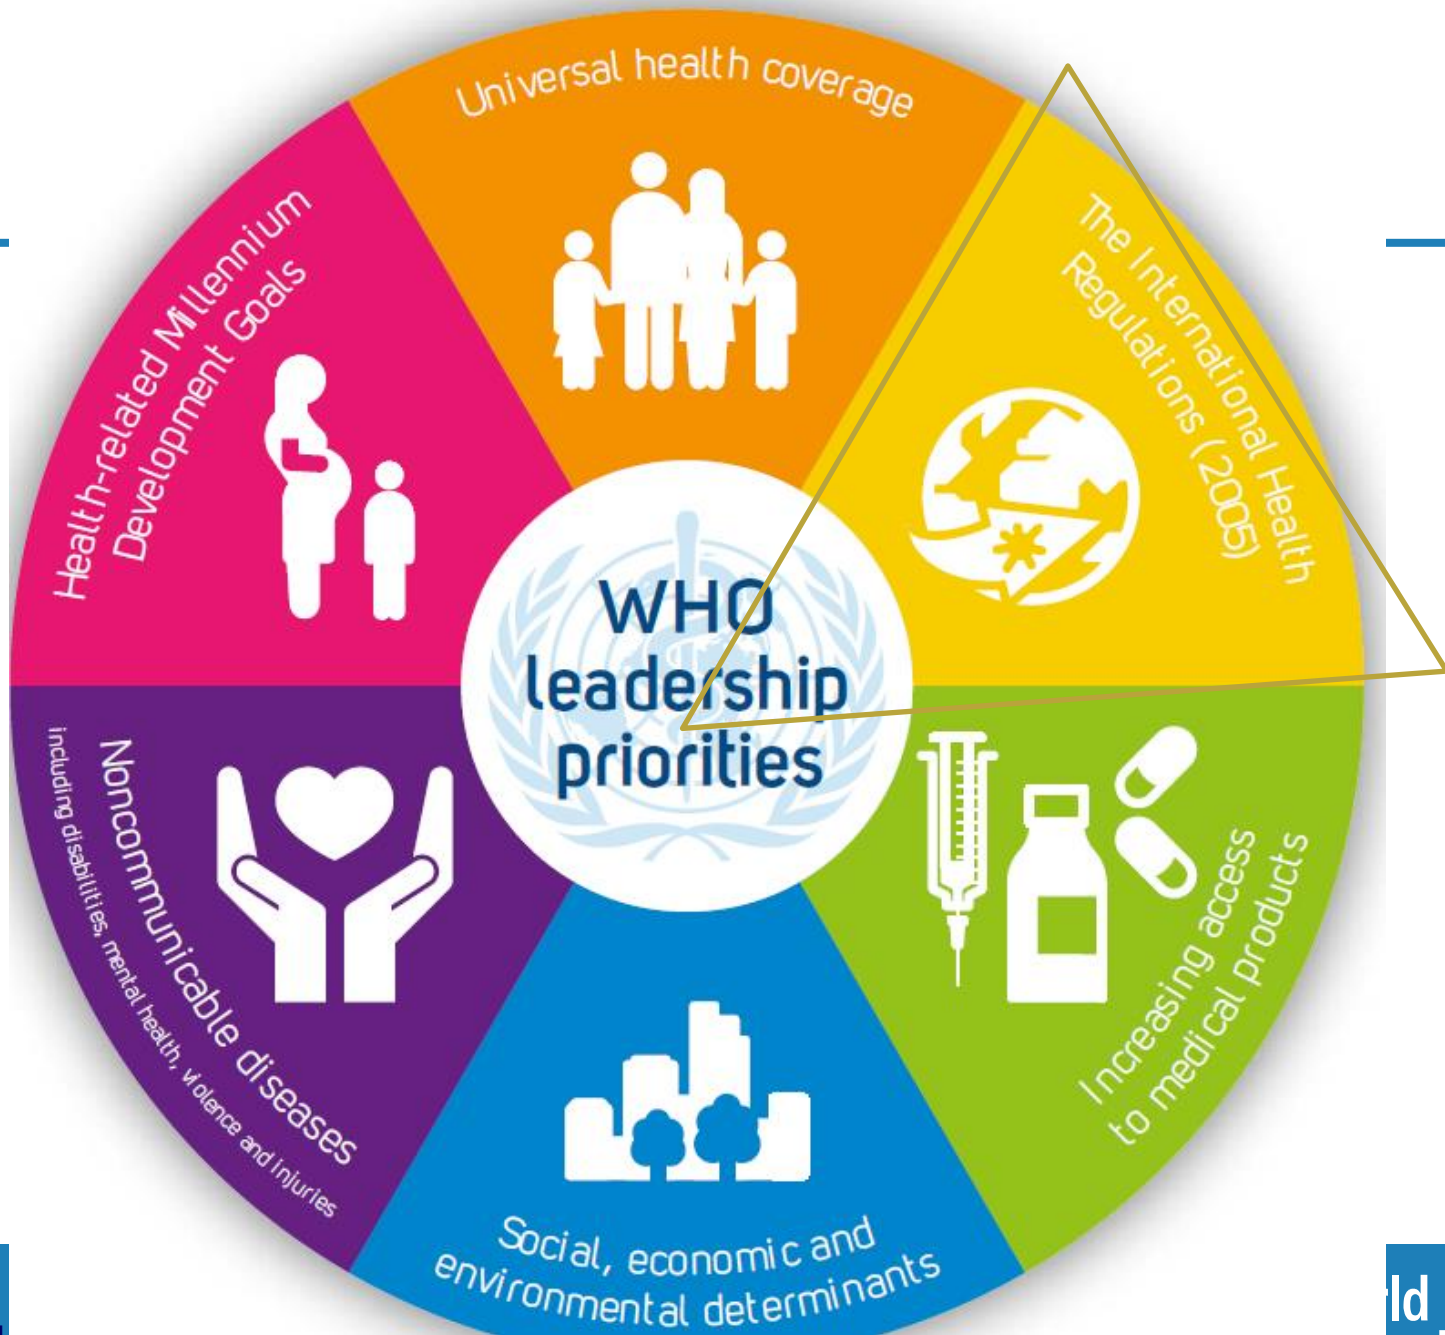 Universal health coverage
The International Health
Regulations (2005)
Increasing access
to medical products
Social, economic and
environmental determinants
Noncommunicable diseases
including disabilities, mental health, violence and injuries
Health-related Millennium
Development Goals
WHO
leadership
priorities